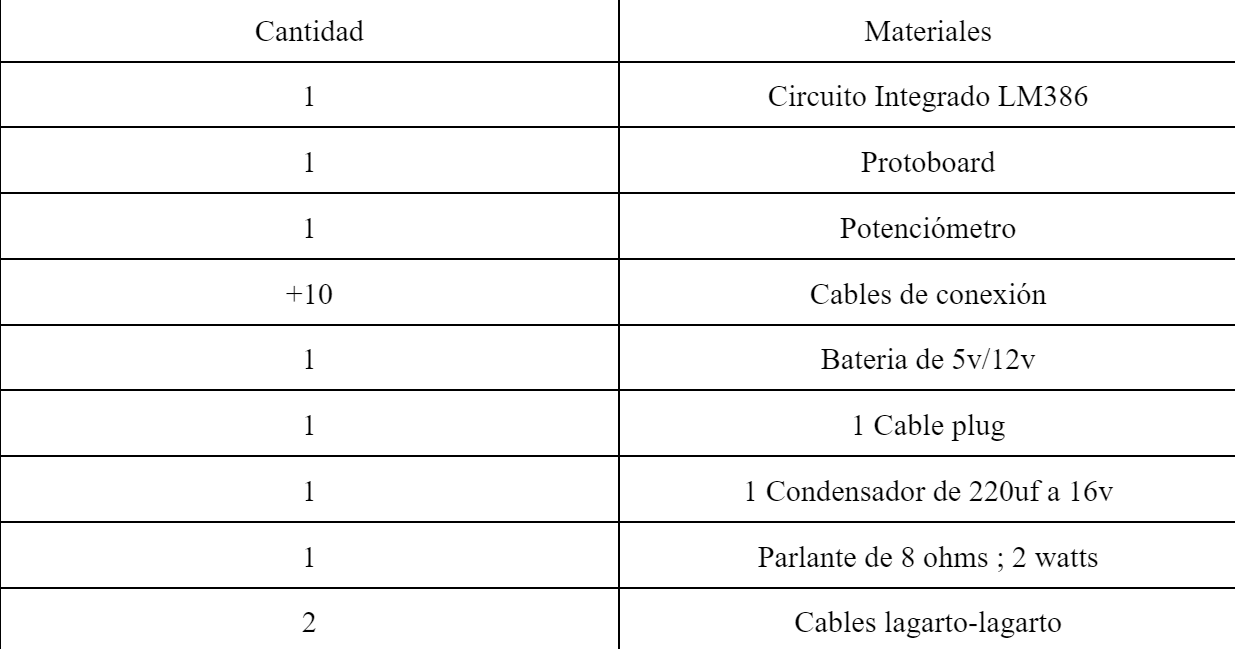 Cantidad Materiales
1 Circuito Integrado LM386
1 Protoboard
1 Potenciómetro
+10 Cables de conexión
1 Bateria de 5v/12v
1 1 Cable plug
1 1 Condensador de 220uf a 16v
1 Parlante de 8 ohms ; 2 watts
2 Cables lagarto-lagarto